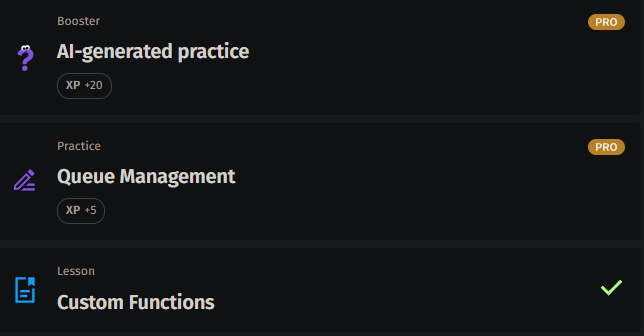 Booster
PRO
AI-generated practice
XP +20
Practice
PRO
Queue Management
XP +5
Lesson
Custom Functions